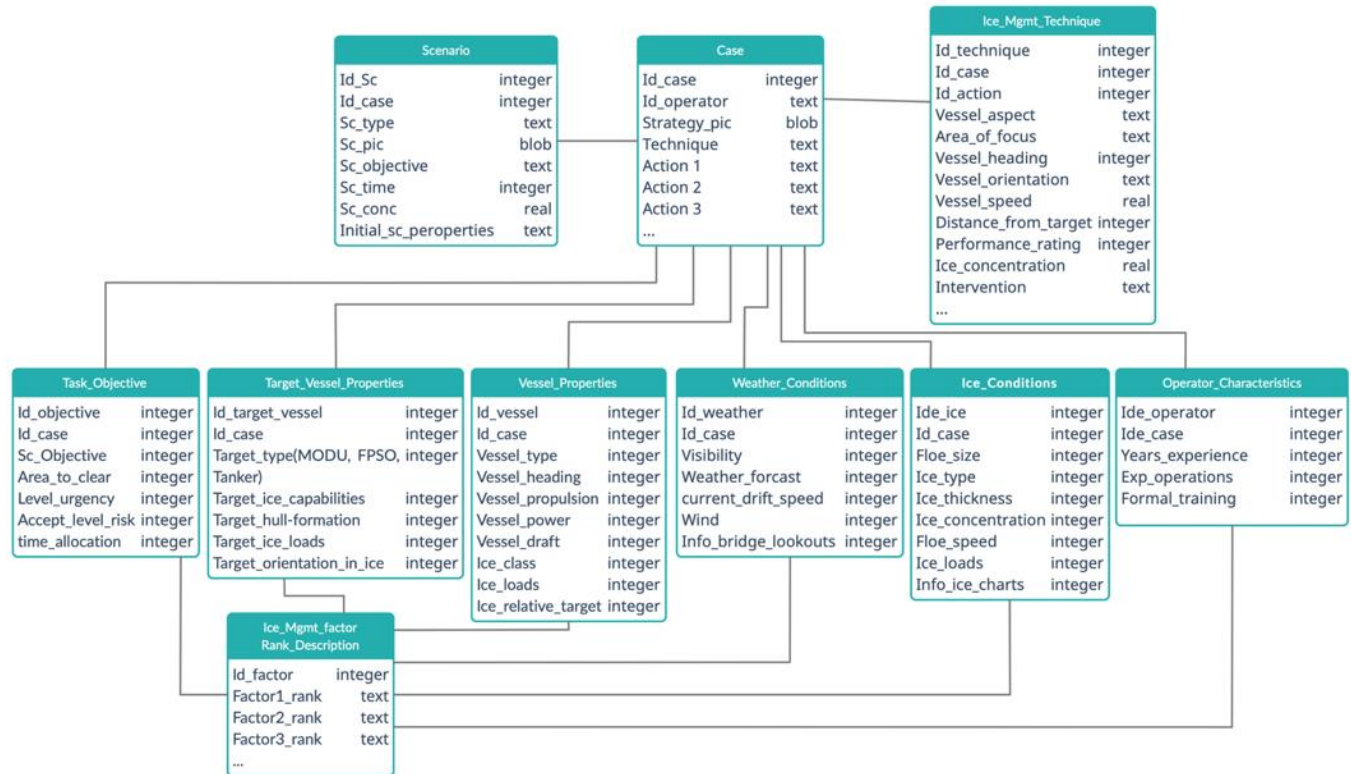 Scenario
Id_Sc integer
Id_case integer
Sc_type text
Sc_pic blob
Sc_objective text
Sc_time integer
Sc_conc real
Initial_sc_peroperties text
Case
Id_case integer
Id_operator text
Strategy_pic blob
Technique text
Action 1 text
Action 2 text
Action 3 text
...
Ice_Mgmt_Technique
Id_technique integer
Id_case integer
Id_action integer
Vessel_aspect text
Area_of_focus text
Vessel_heading integer
Vessel_orientation text
Vessel_speed real
Distance_from_target integer
Performance_rating integer
Ice_concentration real
Intervention text
...
Task_Objective
Id_objective integer
Id_case integer
Sc_Objective integer
Area_to_clear integer
Level_urgency integer
Accept_level_risk integer
time_allocation integer
Target_Vessel_Properties
Id_target_vessel integer
Id_case integer
Target_type(MODU, FPSO, integer
Tanker)
Target_ice_capabilities integer
Target_hull-formation integer
Target_ice_loads integer
Target_orientation_in_ice integer
Vessel_Properties
Id_vessel integer
Id_case integer
Vessel_type integer
Vessel_heading integer
Vessel_propulsion integer
Vessel_power integer
Vessel_draft integer
Ice_class integer
Ice_loads integer
Ice_relative_target integer
Weather_Conditions
Id_weather integer
Id_case integer
Visibility integer
Weather_forcast integer
current_drift_speed integer
Wind integer
Info_bridge_lookouts integer
Ice_Conditions
Ide_ice integer
Id_case integer
Floe_size integer
Ice_type integer
Ice_thickness integer
Ice_concentration integer
Floe_speed integer
Ice_loads integer
Info_ice_charts integer
Operator_Characteristics
Ide_operator integer
Ide_case integer
Years_experience integer
Exp_operations integer
Formal_training integer
Ice_Mgmt_factor
Rank_Description
Id_factor integer
Factor1_rank text
Factor2_rank text
Factor3_rank text
...